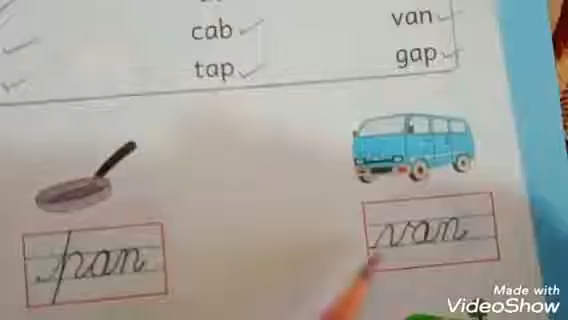 cab van
tap gap
pan van
Made with
VideoShow